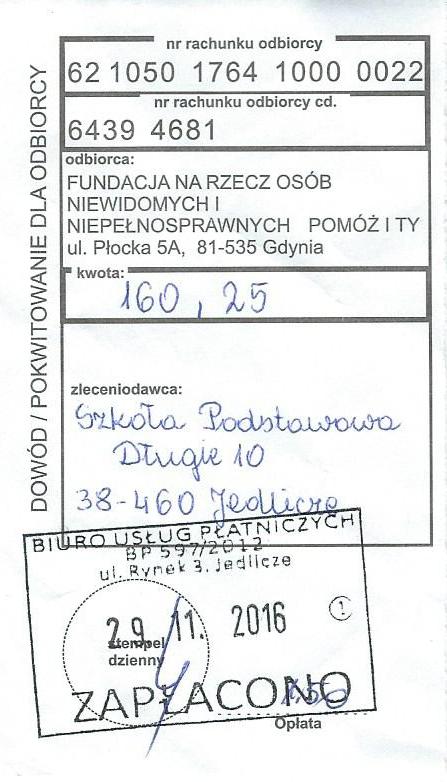 DOWÓD / POKWITOWANIE DLA ODBIORCY
nr rachunku odbiorcy
62 1050 1764 1000 0022
nr rachunku odbiorcy cd.
6439 4681
odbiorca:
FUNDACJA NA RZECZ OSÓB
NIEWIDOMYCH I
NIEPEŁNOSPRAWNYCH POMÓŻ I TY
ul. Płocka 5A, 81-535 Gdynia
kwota:
160, 25
zleceniodawca:
Szkoła Podstawowa
Długie 10
38-460 Jedlicze
BIURO USŁUG PŁATNICZYCH
BP 597/2012
ul. Rynek 3, Jedlicze
29. 11. 2016
1
stempel
dzienny
ZAPŁACONO
Opłata